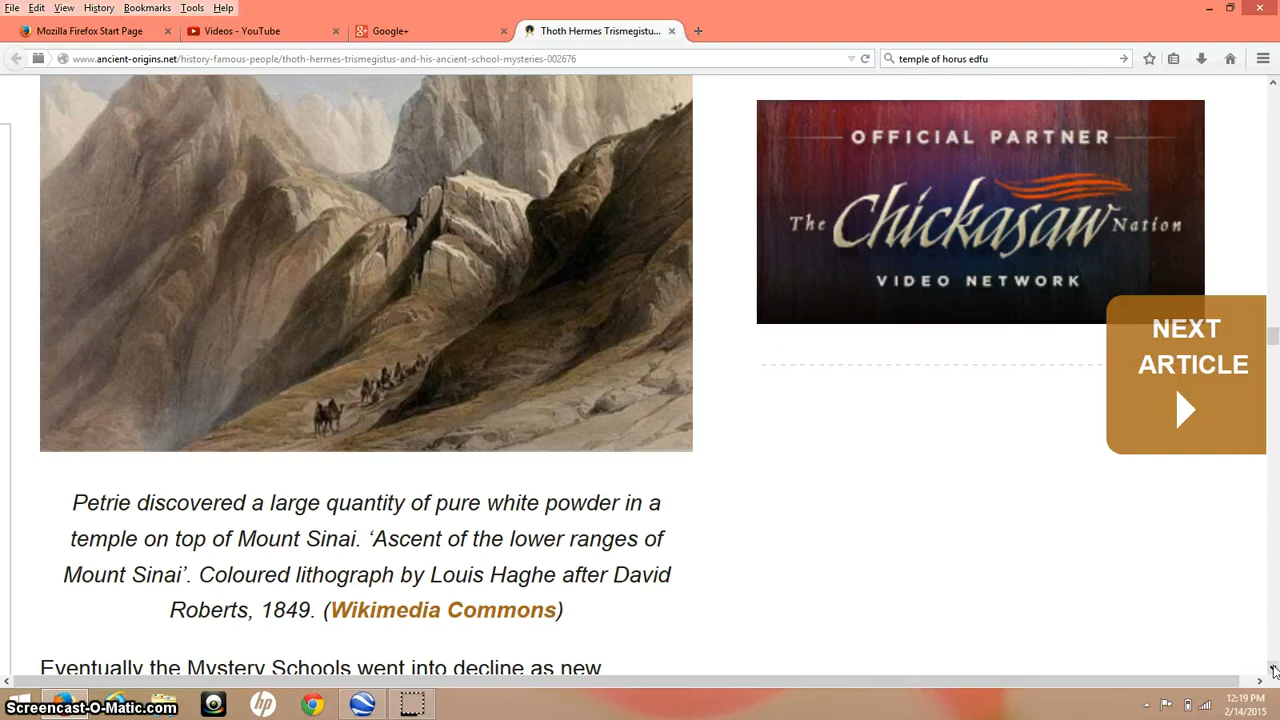 File Edit View History Bookmarks Tools Help
Mozilla Firefox Start Page
Videos - YouTube
Google+
Thoth Hermes Trismegistu...
www.ancient-origins.net/history-famous-people/thoth-hermes-trismegistus-and-his-ancient-school-mysteries-002676
temple of horus edfu
OFFICIAL PARTNER
The Chickasaw Nation
VIDEO NETWORK
NEXT
ARTICLE
Petrie discovered a large quantity of pure white powder in a
temple on top of Mount Sinai. ‘Ascent of the lower ranges of
Mount Sinai’. Coloured lithograph by Louis Haghe after David
Roberts, 1849. (Wikimedia Commons)
Eventually the Mystery Schools went into decline as new
Screencast-O-Matic.com
hp
12:19 PM
2/14/2015